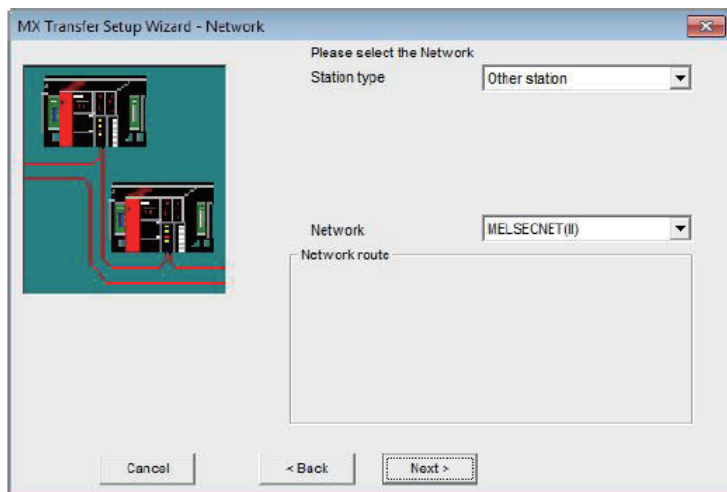 MX Transfer Setup Wizard - Network
Please select the Network
Station type
Other station
Network
MELSECNET(II)
Network route
Cancel
< Back
Next >